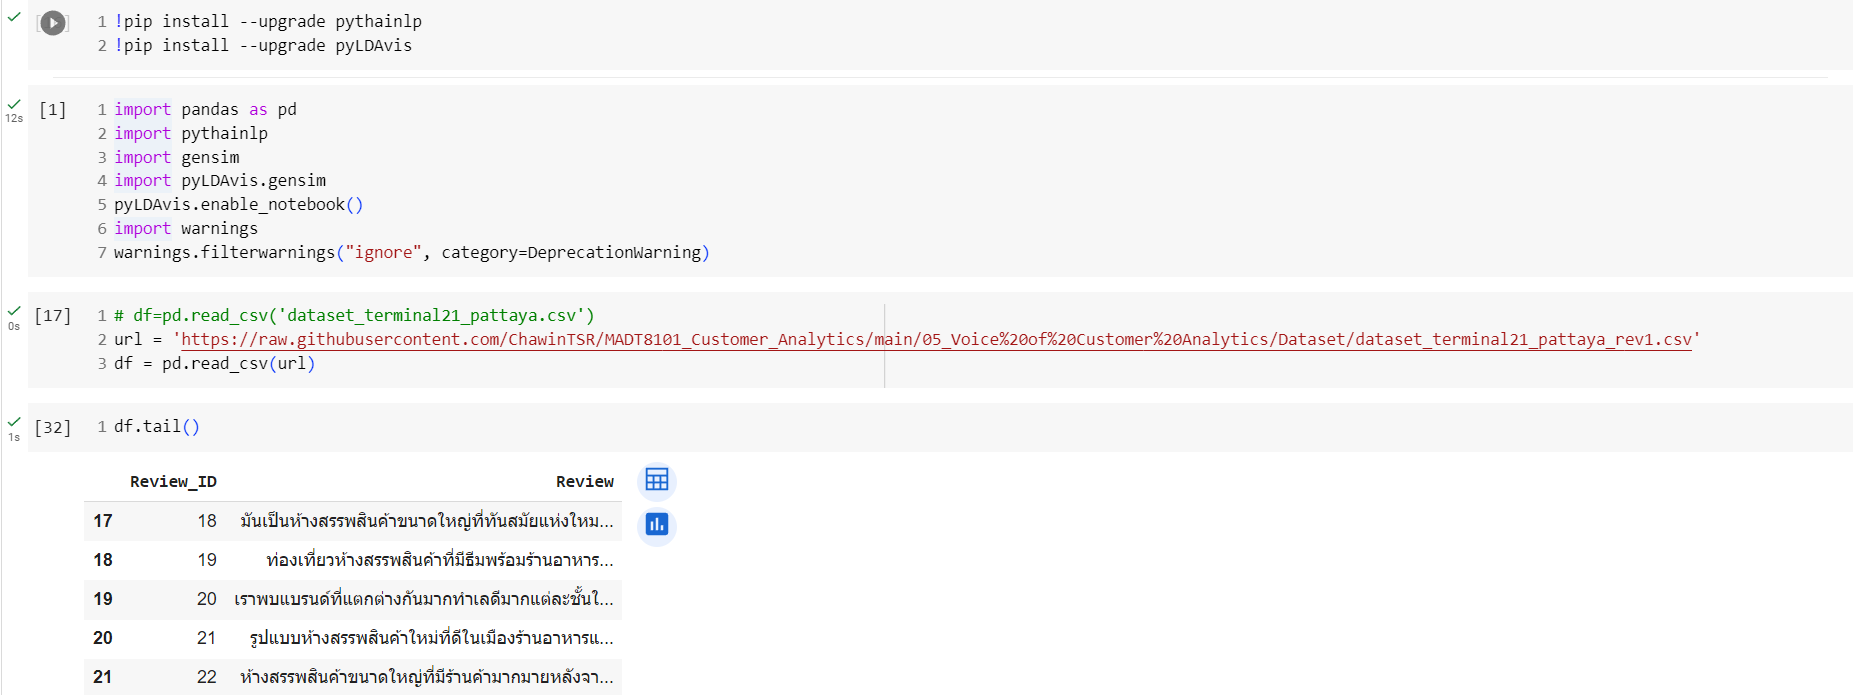 1 !pip install --upgrade pythainlp
2 !pip install --upgrade pyLDAvis
12s [1] 1 import pandas as pd
2 import pythainlp
3 import gensim
4 import pyLDAvis.gensim
5 pyLDAvis.enable_notebook()
6 import warnings
7 warnings.filterwarnings("ignore", category=DeprecationWarning)
0s [17] 1 # df=pd.read_csv('dataset_terminal21_pattaya.csv')
2 url = 'https://raw.githubusercontent.com/ChawinTSR/MADT8101_Customer_Analytics/main/05_Voice%20of%20Customer%20Analytics/Dataset/dataset_terminal21_pattaya_rev1.csv'
3 df = pd.read_csv(url)
1s [32] 1 df.tail()
Review_ID Review
17 18 มันเป็นห้างสรรพสินค้าขนาดใหญ่ที่ทันสมัยแห่งใหม...
18 19 ท่องเที่ยวห้างสรรพสินค้าที่มีธีมพร้อมร้านอาหาร...
19 20 เราพบแบรนด์ที่แตกต่างกันมากทำเลดีมากแต่ละชั้นใ...
20 21 รูปแบบห้างสรรพสินค้าใหม่ที่ดีในเมืองร้านอาหารแ...
21 22 ห้างสรรพสินค้าขนาดใหญ่ที่มีร้านค้ามากมายหลังจา...